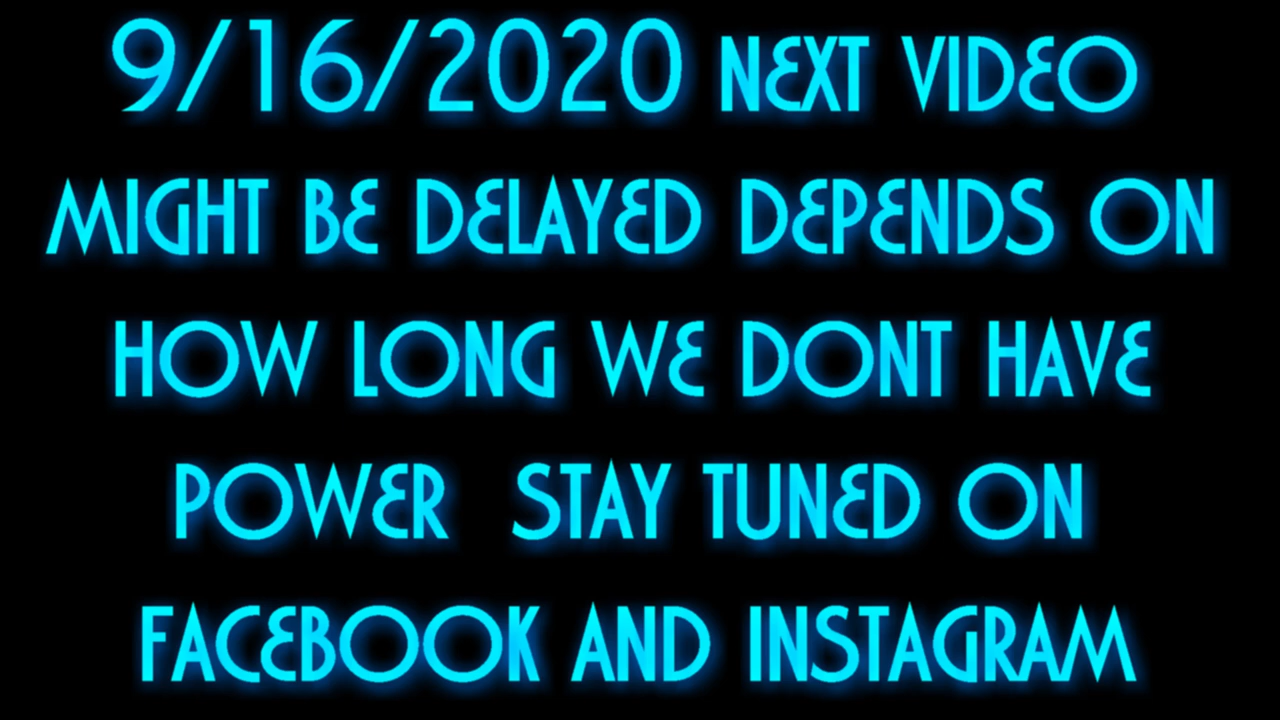 9/16/2020 NEXT VIDEO
MIGHT BE DELAYED DEPENDS ON
HOW LONG WE DONT HAVE
POWER  STAY TUNED ON
FACEBOOK AND INSTAGRAM